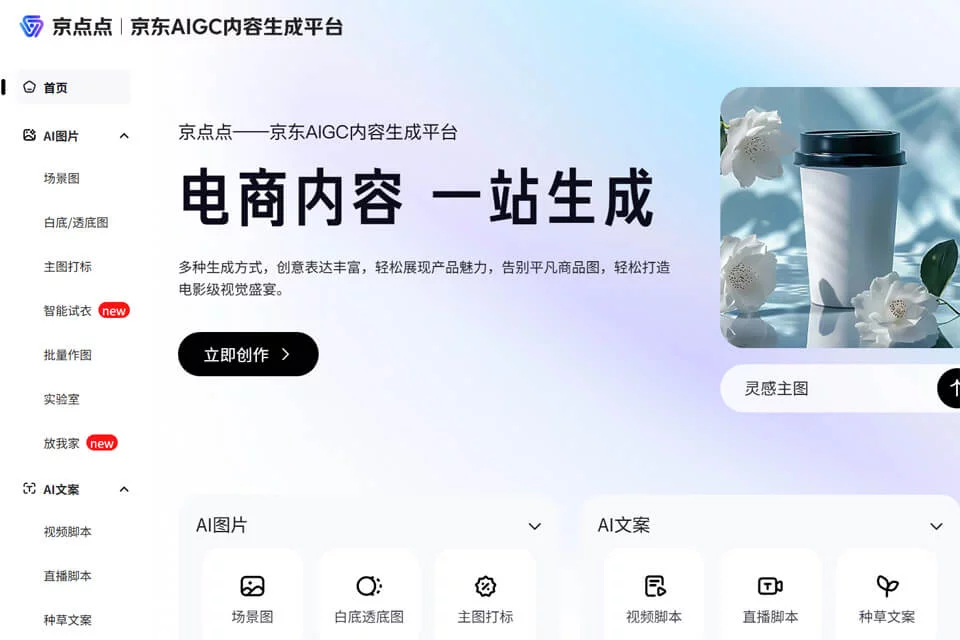 京点点 | 京东AIGC内容生成平台
首页
AI图片
场景图
白底/透底图
主图打标
智能试衣 new
批量作图
实验室
放我家 new
AI文案
视频脚本
直播脚本
种草文案
京点点——京东AIGC内容生成平台
电商内容 一站生成
多种生成方式，创意表达丰富，轻松展现产品魅力，告别平凡商品图，轻松打造
电影级视觉盛宴。
立即创作
灵感主图
AI图片
场景图
白底透底图
主图打标
AI文案
视频脚本
直播脚本
种草文案